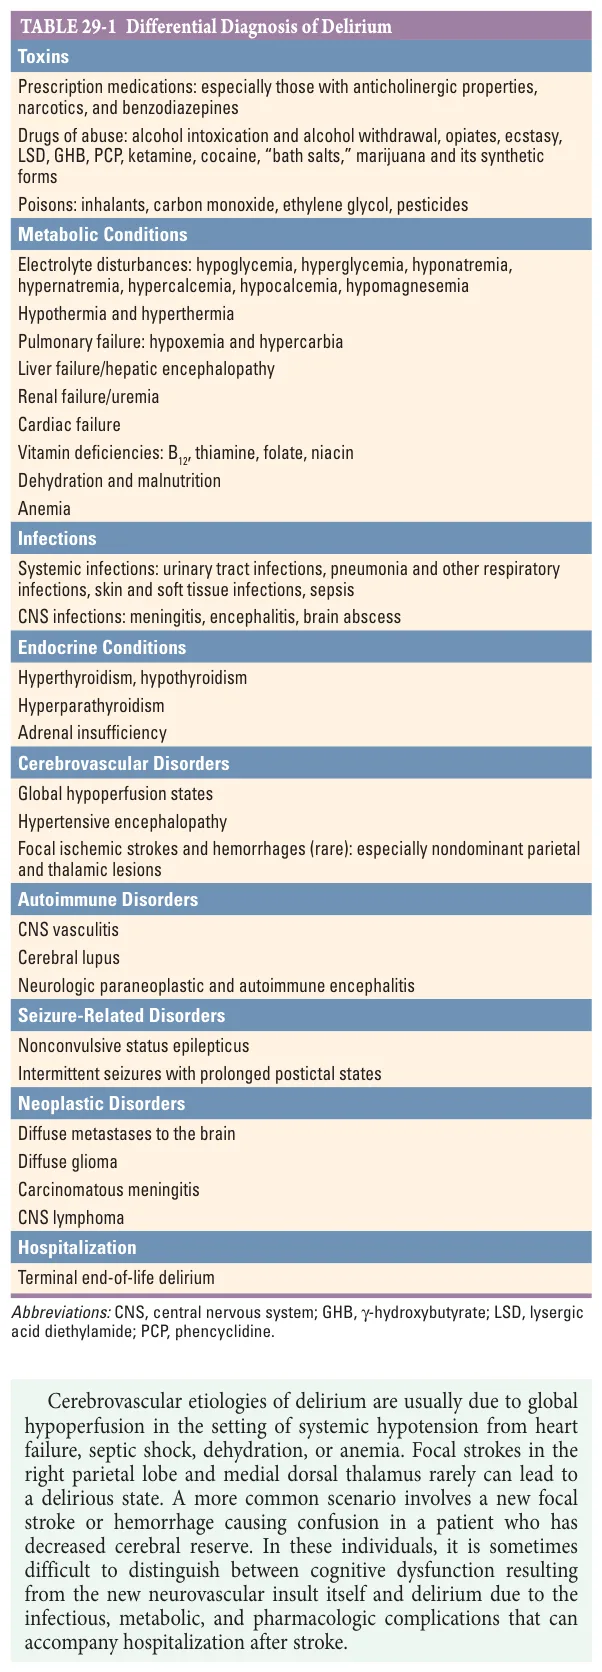 TABLE 29-1 Differential Diagnosis of Delirium
Toxins
Prescription medications: especially those with anticholinergic properties,
narcotics, and benzodiazepines
Drugs of abuse: alcohol intoxication and alcohol withdrawal, opiates, ecstasy,
LSD, GHB, PCP, ketamine, cocaine, “bath salts,” marijuana and its synthetic
forms
Poisons: inhalants, carbon monoxide, ethylene glycol, pesticides
Metabolic Conditions
Electrolyte disturbances: hypoglycemia, hyperglycemia, hyponatremia,
hypernatremia, hypercalcemia, hypocalcemia, hypomagnesemia
Hypothermia and hyperthermia
Pulmonary failure: hypoxemia and hypercarbia
Liver failure/hepatic encephalopathy
Renal failure/uremia
Cardiac failure
Vitamin deficiencies: B12, thiamine, folate, niacin
Dehydration and malnutrition
Anemia
Infections
Systemic infections: urinary tract infections, pneumonia and other respiratory
infections, skin and soft tissue infections, sepsis
CNS infections: meningitis, encephalitis, brain abscess
Endocrine Conditions
Hyperthyroidism, hypothyroidism
Hyperparathyroidism
Adrenal insufficiency
Cerebrovascular Disorders
Global hypoperfusion states
Hypertensive encephalopathy
Focal ischemic strokes and hemorrhages (rare): especially nondominant parietal
and thalamic lesions
Autoimmune Disorders
CNS vasculitis
Cerebral lupus
Neurologic paraneoplastic and autoimmune encephalitis
Seizure-Related Disorders
Nonconvulsive status epilepticus
Intermittent seizures with prolonged postictal states
Neoplastic Disorders
Diffuse metastases to the brain
Diffuse glioma
Carcinomatous meningitis
CNS lymphoma
Hospitalization
Terminal end-of-life delirium
Abbreviations: CNS, central nervous system; GHB, γ-hydroxybutyrate; LSD, lysergic
acid diethylamide; PCP, phencyclidine.
Cerebrovascular etiologies of delirium are usually due to global
hypoperfusion in the setting of systemic hypotension from heart
failure, septic shock, dehydration, or anemia. Focal strokes in the
right parietal lobe and medial dorsal thalamus rarely can lead to
a delirious state. A more common scenario involves a new focal
stroke or hemorrhage causing confusion in a patient who has
decreased cerebral reserve. In these individuals, it is sometimes
difficult to distinguish between cognitive dysfunction resulting
from the new neurovascular insult itself and delirium due to the
infectious, metabolic, and pharmacologic complications that can
accompany hospitalization after stroke.